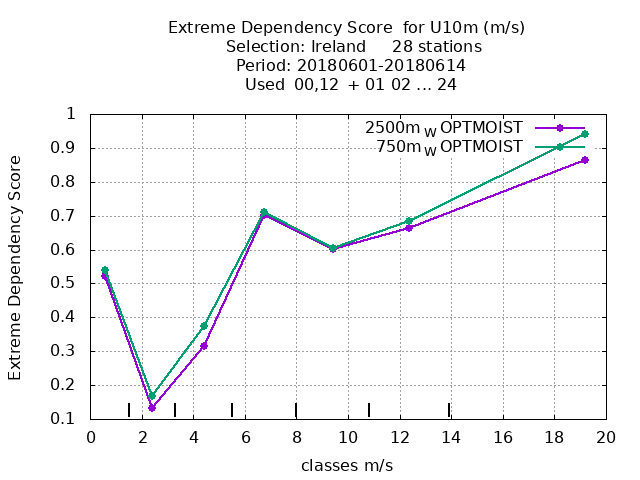 Extreme Dependency Score  for U10m (m/s)
Selection: Ireland     28 stations
Period: 20180601-20180614
Used  00,12  + 01 02 ... 24
2500m W OPTMOIST
750m W OPTMOIST
Extreme Dependency Score
1
0.9
0.8
0.7
0.6
0.5
0.4
0.3
0.2
0.1
0 2 4 6 8 10 12 14 16 18 20
classes m/s